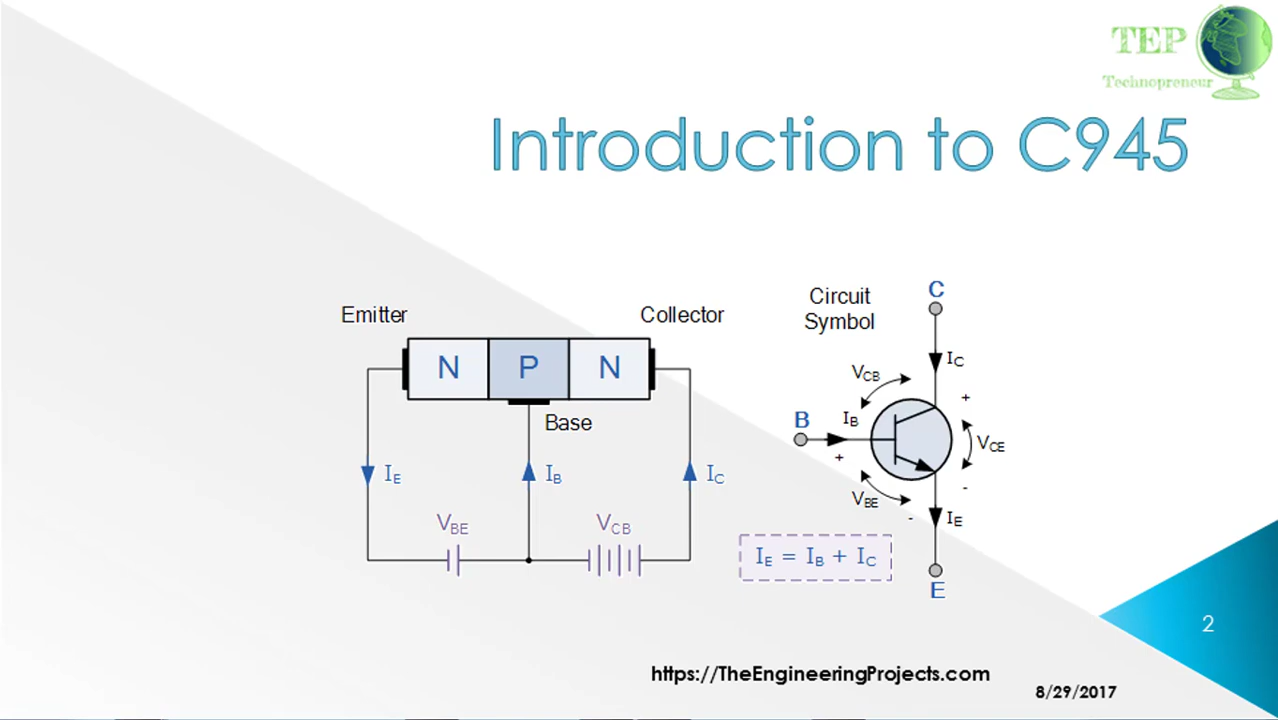 TEP
Technopreneur
Introduction to C945
Emitter
Collector
N P N
Base
IE
IB
IC
VBE
VCB
Circuit
Symbol
C
IC
VCB
+
B
IB
+
VCE
VBE
-
-
IE
IE = IB + IC
E
2
https://TheEngineeringProjects.com
8/29/2017